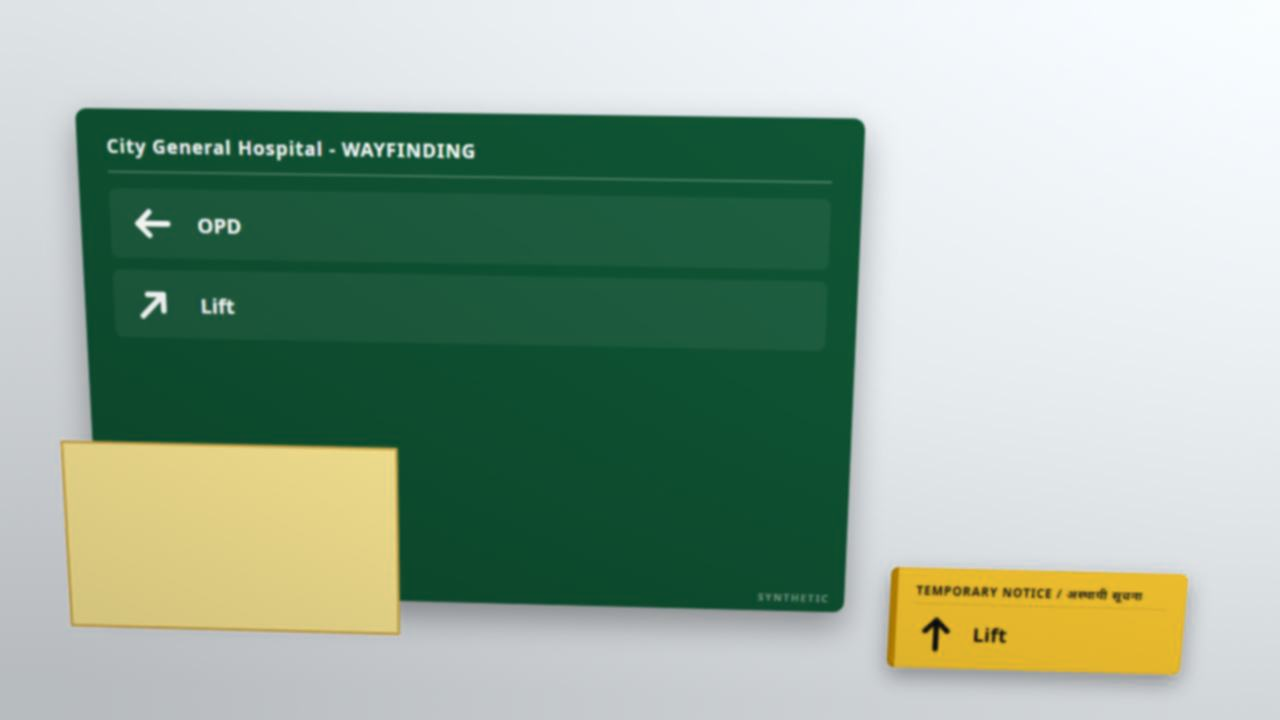 City General Hospital - WAYFINDING
← OPD
↗ Lift
SYNTHETIC
TEMPORARY NOTICE / अस्थायी सूचना
↑ Lift